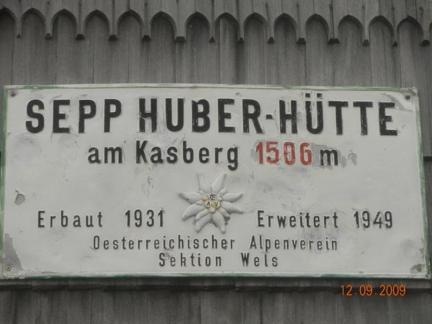 SEPP HUBER-HÜTTE
am Kasberg 1506 m
Erbaut 1931 Erweitert 1949
Oesterreichischer Alpenverein
Sektion Wels
12.09.2009